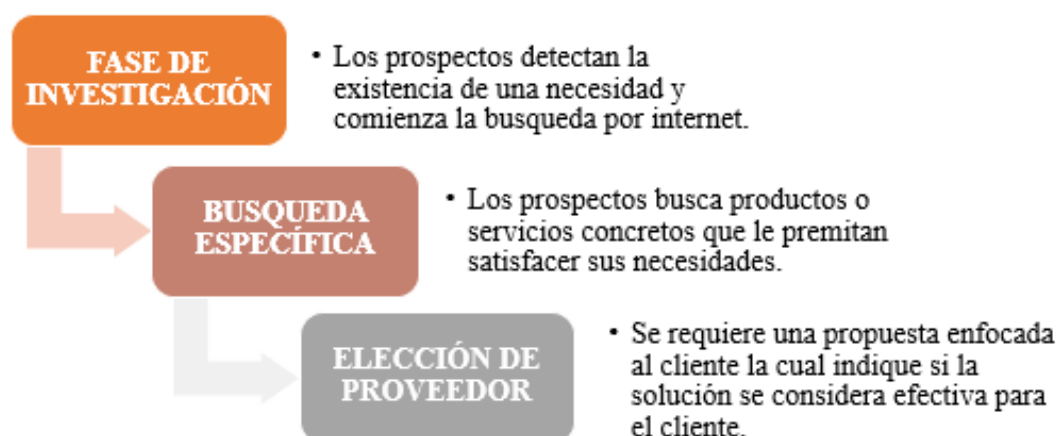 FASE DE
INVESTIGACIÓN
• Los prospectos detectan la
existencia de una necesidad y
comienza la busqueda por internet.
BUSQUEDA
ESPECÍFICA
• Los prospectos busca productos o
servicios concretos que le premitan
satisfacer sus necesidades.
ELECCIÓN DE
PROVEEDOR
• Se requiere una propuesta enfocada
al cliente la cual indique si la
solución se considera efectiva para
el cliente.